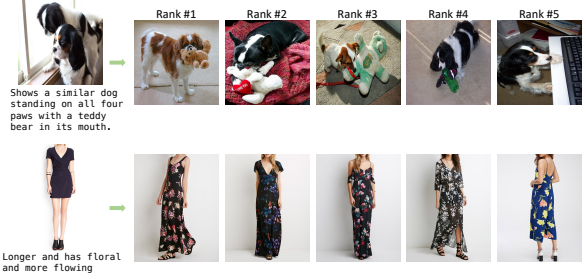 Rank #1 Rank #2 Rank #3 Rank #4 Rank #5
Shows a similar dog
standing on all four
paws with a teddy
bear in its mouth.
Longer and has floral
and more flowing